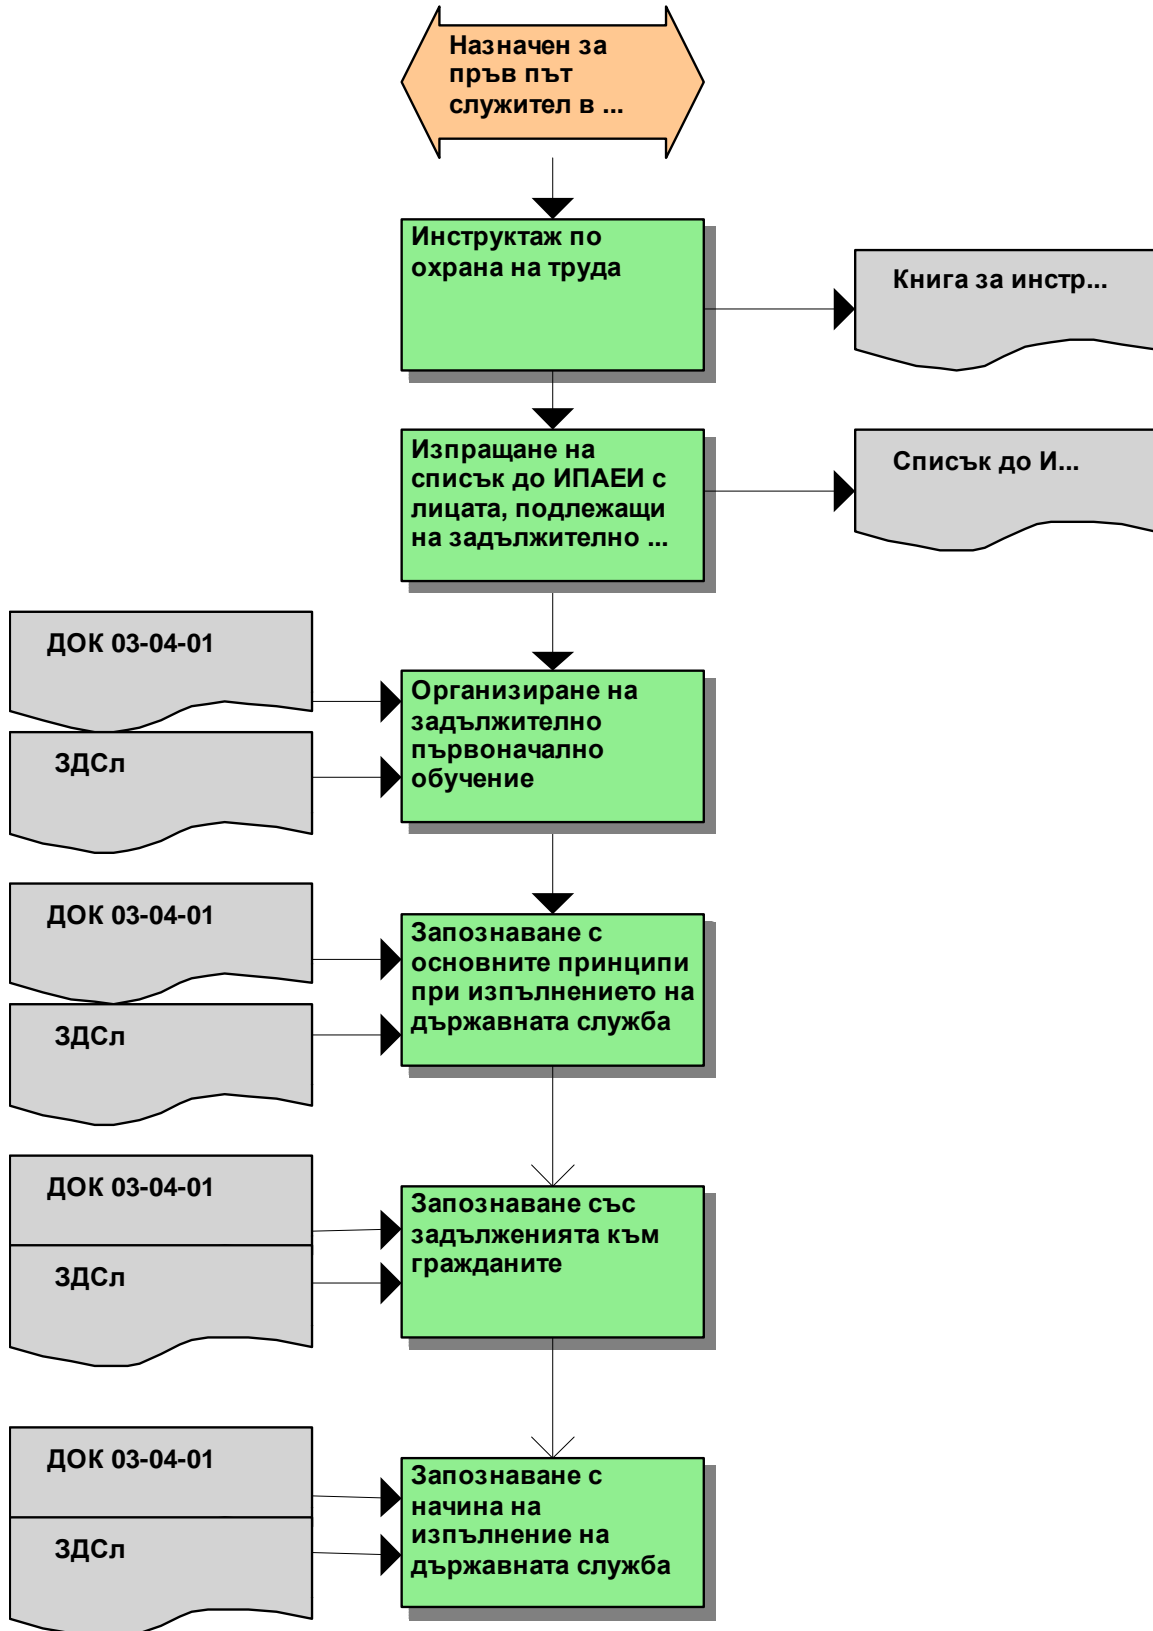 Назначен за
пръв път
служител в ...
Инструктаж по
охрана на труда
Книга за инстр...
Изпращане на
списък до ИПАЕИ с
лицата, подлежащи
на задължително ...
Списък до И...
ДОК 03-04-01
ЗДСл
Организиране на
задължително
първоначално
обучение
ДОК 03-04-01
ЗДСл
Запознаване с
основните принципи
при изпълнението на
държавната служба
ДОК 03-04-01
ЗДСл
Запознаване със
задълженията към
гражданите
ДОК 03-04-01
ЗДСл
Запознаване с
начина на
изпълнение на
държавната служба